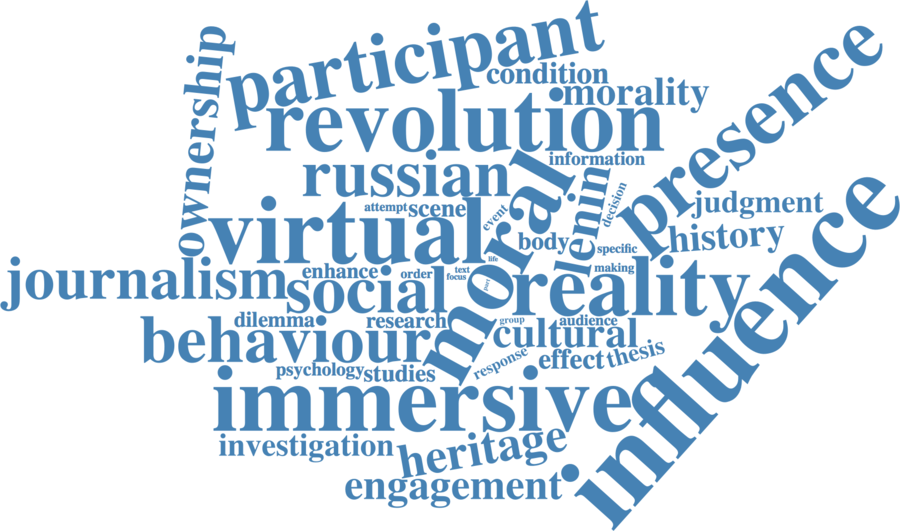 participant
condition
ownership
morality
revolution
presence
information
russian
lenin
decision
moral
attempt
scene
event
judgment
virtual
body
specific
history
life
journalism
enhance
order
text
focus
making
social
part
reality
influence
dilemma
research
group
audience
behaviour
cultural
effect
thesis
response
psychology
studies
immersive
investigation
heritage
engagement